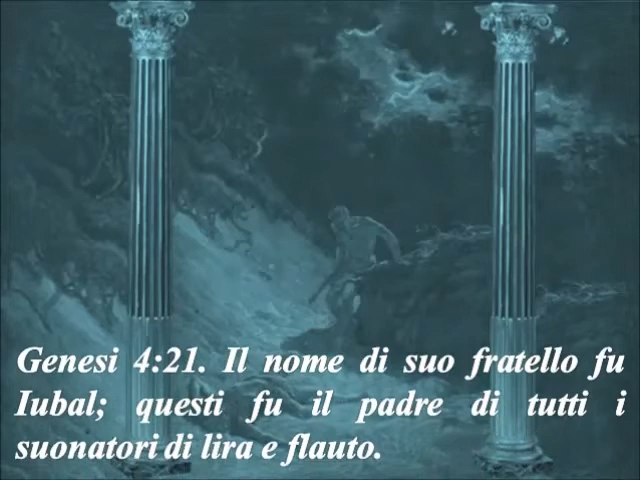 Genesi 4:21. Il nome di suo fratello fu
Iubal; questi fu il padre di tutti i
suonatori di lira e flauto.